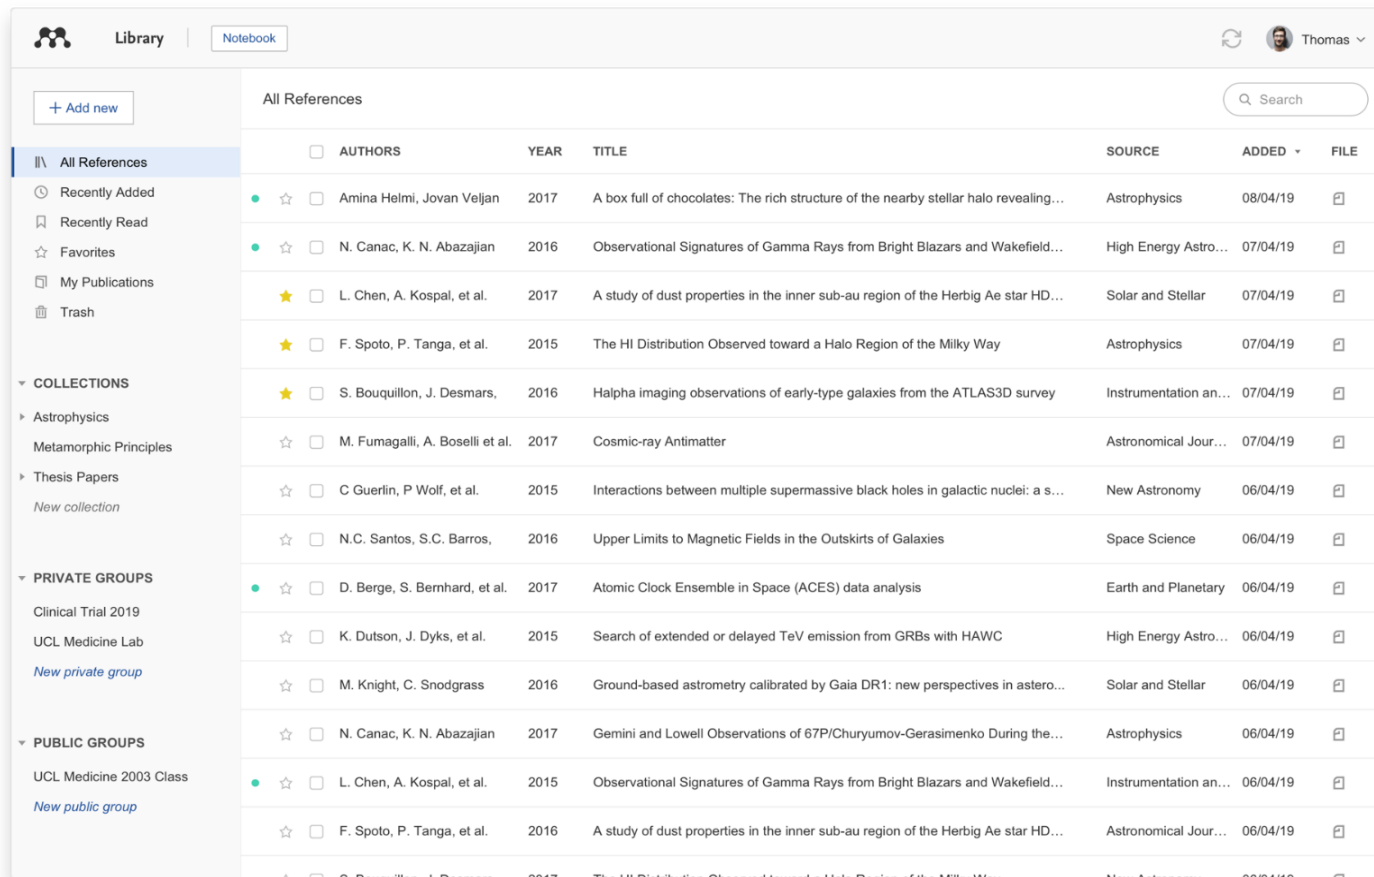 Library
Notebook
Thomas
+ Add new
All References
Recently Added
Recently Read
Favorites
My Publications
Trash
COLLECTIONS
Astrophysics
Metamorphic Principles
Thesis Papers
New collection
PRIVATE GROUPS
Clinical Trial 2019
UCL Medicine Lab
New private group
PUBLIC GROUPS
UCL Medicine 2003 Class
New public group
All References
Search
AUTHORS YEAR TITLE SOURCE ADDED FILE
Amina Helmi, Jovan Veljan 2017 A box full of chocolates: The rich structure of the nearby stellar halo revealing... Astrophysics 08/04/19
N. Canac, K. N. Abazajian 2016 Observational Signatures of Gamma Rays from Bright Blazars and Wakefield... High Energy Astro... 07/04/19
L. Chen, A. Kospal, et al. 2017 A study of dust properties in the inner sub-au region of the Herbig Ae star HD... Solar and Stellar 07/04/19
F. Spoto, P. Tanga, et al. 2015 The HI Distribution Observed toward a Halo Region of the Milky Way Astrophysics 07/04/19
S. Bouquillon, J. Desmars, 2016 Halpha imaging observations of early-type galaxies from the ATLAS3D survey Instrumentation an... 07/04/19
M. Fumagalli, A. Boselli et al. 2017 Cosmic-ray Antimatter Astronomical Jour... 07/04/19
C Guerlin, P Wolf, et al. 2015 Interactions between multiple supermassive black holes in galactic nuclei: a s... New Astronomy 06/04/19
N.C. Santos, S.C. Barros, 2016 Upper Limits to Magnetic Fields in the Outskirts of Galaxies Space Science 06/04/19
D. Berge, S. Bernhard, et al. 2017 Atomic Clock Ensemble in Space (ACES) data analysis Earth and Planetary 06/04/19
K. Dutson, J. Dyks, et al. 2015 Search of extended or delayed TeV emission from GRBs with HAWC High Energy Astro... 06/04/19
M. Knight, C. Snodgrass 2016 Ground-based astrometry calibrated by Gaia DR1: new perspectives in astero... Solar and Stellar 06/04/19
N. Canac, K. N. Abazajian 2017 Gemini and Lowell Observations of 67P/Churyumov-Gerasimenko During the... Astrophysics 06/04/19
L. Chen, A. Kospal, et al. 2015 Observational Signatures of Gamma Rays from Bright Blazars and Wakefield... Instrumentation an... 06/04/19
F. Spoto, P. Tanga, et al. 2016 A study of dust properties in the inner sub-au region of the Herbig Ae star HD... Astronomical Jour... 06/04/19